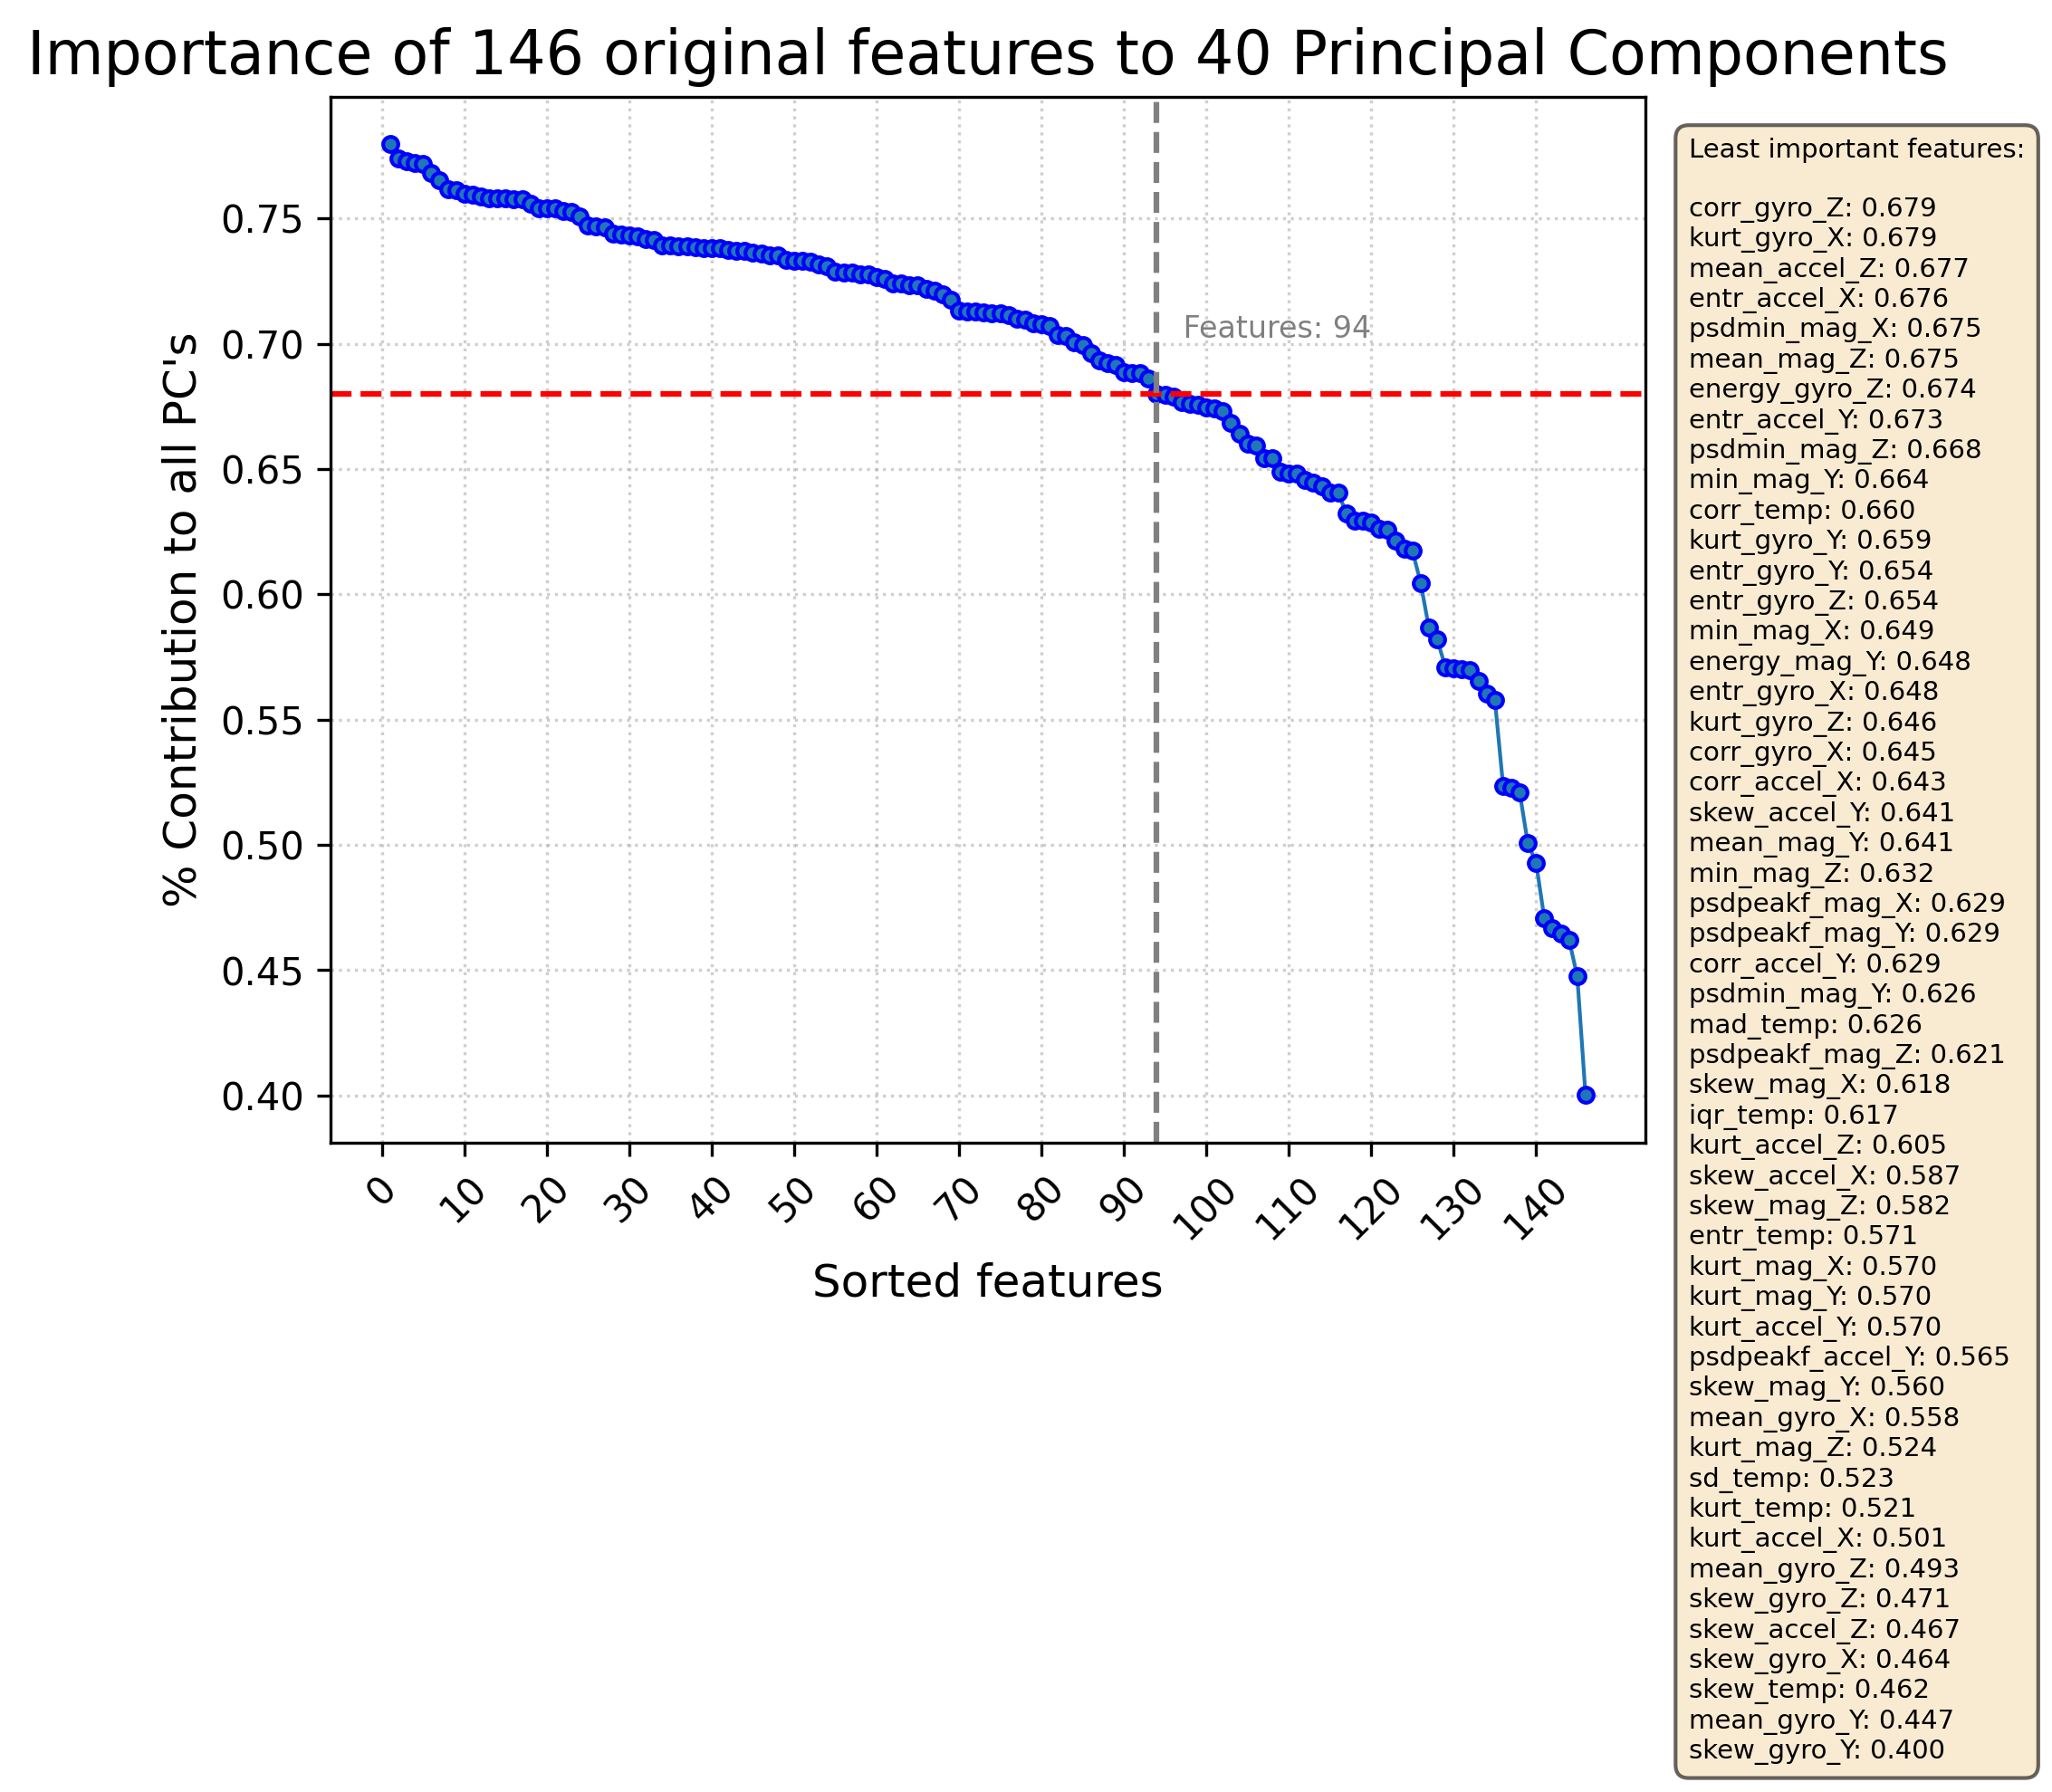 Importance of 146 original features to 40 Principal Components
% Contribution to all PC's
0.75
0.70
0.65
0.60
0.55
0.50
0.45
0.40
Features: 94
0
10
20
30
40
50
60
70
80
90
100
110
120
130
140
Sorted features
Least important features:
corr_gyro_Z: 0.679
kurt_gyro_X: 0.679
mean_accel_Z: 0.677
entr_accel_X: 0.676
psdmin_mag_X: 0.675
mean_mag_Z: 0.675
energy_gyro_Z: 0.674
entr_accel_Y: 0.673
psdmin_mag_Z: 0.668
min_mag_Y: 0.664
corr_temp: 0.660
kurt_gyro_Y: 0.659
entr_gyro_Y: 0.654
entr_gyro_Z: 0.654
min_mag_X: 0.649
energy_mag_Y: 0.648
entr_gyro_X: 0.648
kurt_gyro_Z: 0.646
corr_gyro_X: 0.645
corr_accel_X: 0.643
skew_accel_Y: 0.641
mean_mag_Y: 0.641
min_mag_Z: 0.632
psdpeakf_mag_X: 0.629
psdpeakf_mag_Y: 0.629
corr_accel_Y: 0.629
psdmin_mag_Y: 0.626
mad_temp: 0.626
psdpeakf_mag_Z: 0.621
skew_mag_X: 0.618
iqr_temp: 0.617
kurt_accel_Z: 0.605
skew_accel_X: 0.587
skew_mag_Z: 0.582
entr_temp: 0.571
kurt_mag_X: 0.570
kurt_mag_Y: 0.570
kurt_accel_Y: 0.570
psdpeakf_accel_Y: 0.565
skew_mag_Y: 0.560
mean_gyro_X: 0.558
kurt_mag_Z: 0.524
sd_temp: 0.523
kurt_temp: 0.521
kurt_accel_X: 0.501
mean_gyro_Z: 0.493
skew_gyro_Z: 0.471
skew_accel_Z: 0.467
skew_gyro_X: 0.464
skew_temp: 0.462
mean_gyro_Y: 0.447
skew_gyro_Y: 0.400